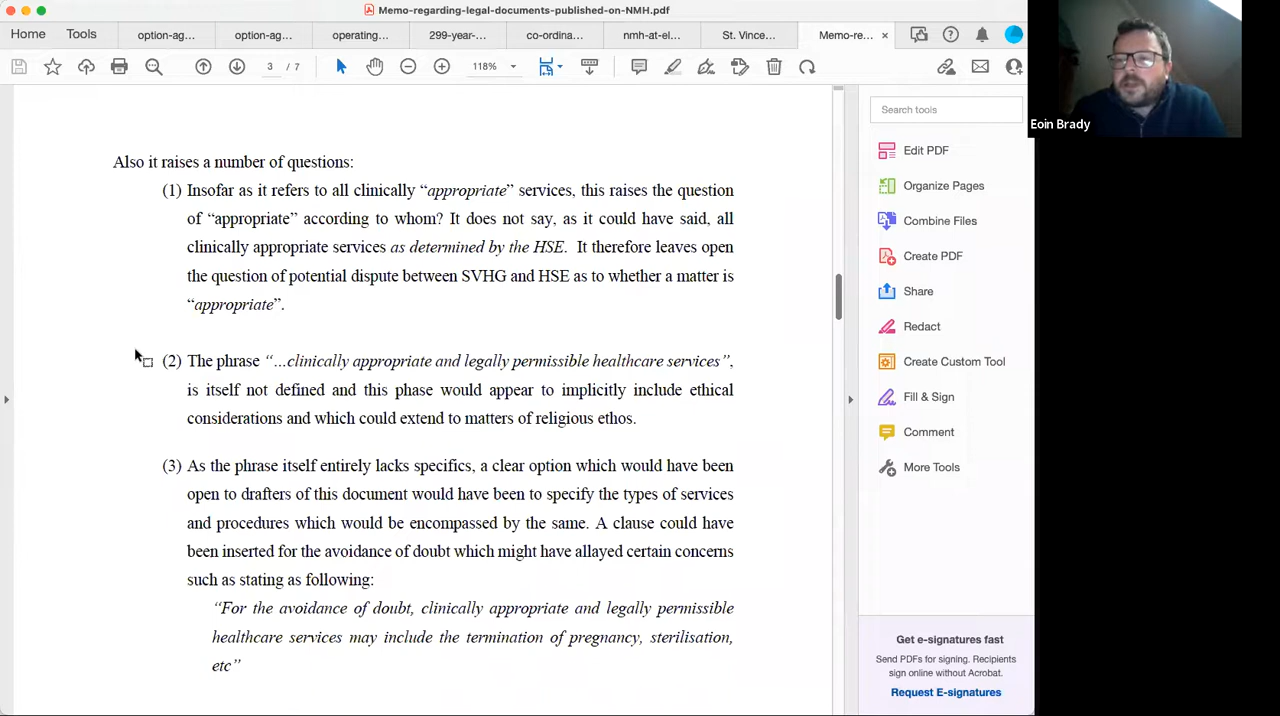 Memo-regarding-legal-documents-published-on-NMH.pdf
Home Tools option-ag... option-ag... operating... 299-year-... co-ordina... nmh-at-el... St. Vince... Memo-re... ×
3 / 7 118%
Eoin Brady
Also it raises a number of questions:
(1) Insofar as it refers to all clinically “appropriate” services, this raises the question
of “appropriate” according to whom? It does not say, as it could have said, all
clinically appropriate services as determined by the HSE. It therefore leaves open
the question of potential dispute between SVHG and HSE as to whether a matter is
“appropriate”.
(2) The phrase “...clinically appropriate and legally permissible healthcare services”,
is itself not defined and this phase would appear to implicitly include ethical
considerations and which could extend to matters of religious ethos.
(3) As the phrase itself entirely lacks specifics, a clear option which would have been
open to drafters of this document would have been to specify the types of services
and procedures which would be encompassed by the same. A clause could have
been inserted for the avoidance of doubt which might have allayed certain concerns
such as stating as following:
“For the avoidance of doubt, clinically appropriate and legally permissible
healthcare services may include the termination of pregnancy, sterilisation,
etc”
Search tools
Edit PDF
Organize Pages
Combine Files
Create PDF
Share
Redact
Create Custom Tool
Fill & Sign
Comment
More Tools
Get e-signatures fast
Send PDFs for signing. Recipients
sign online without Acrobat.
Request E-signatures